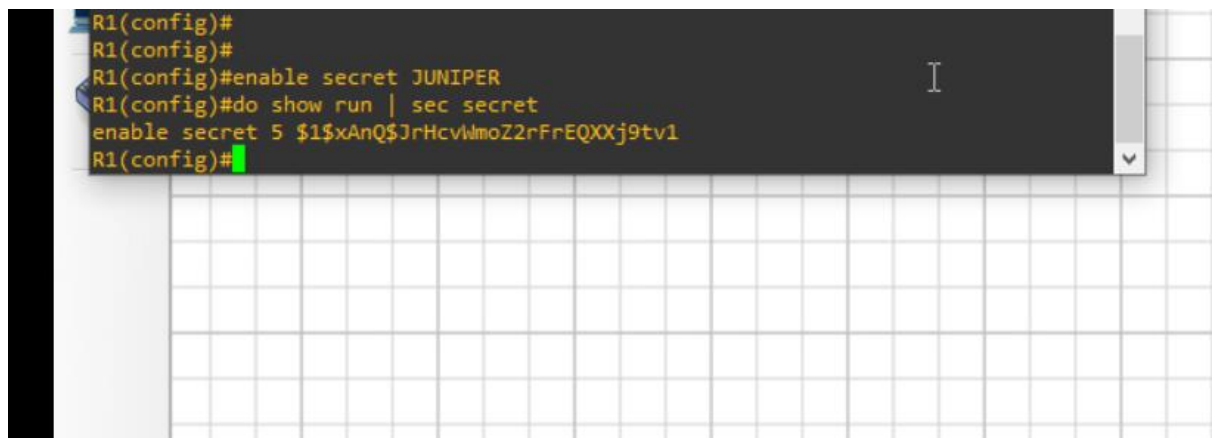 R1(config)#
R1(config)#
R1(config)#enable secret JUNIPER
R1(config)#do show run | sec secret
enable secret 5 $1$xAnQ$JrHcvWmoZ2rFrEQXXj9tv1
R1(config)#